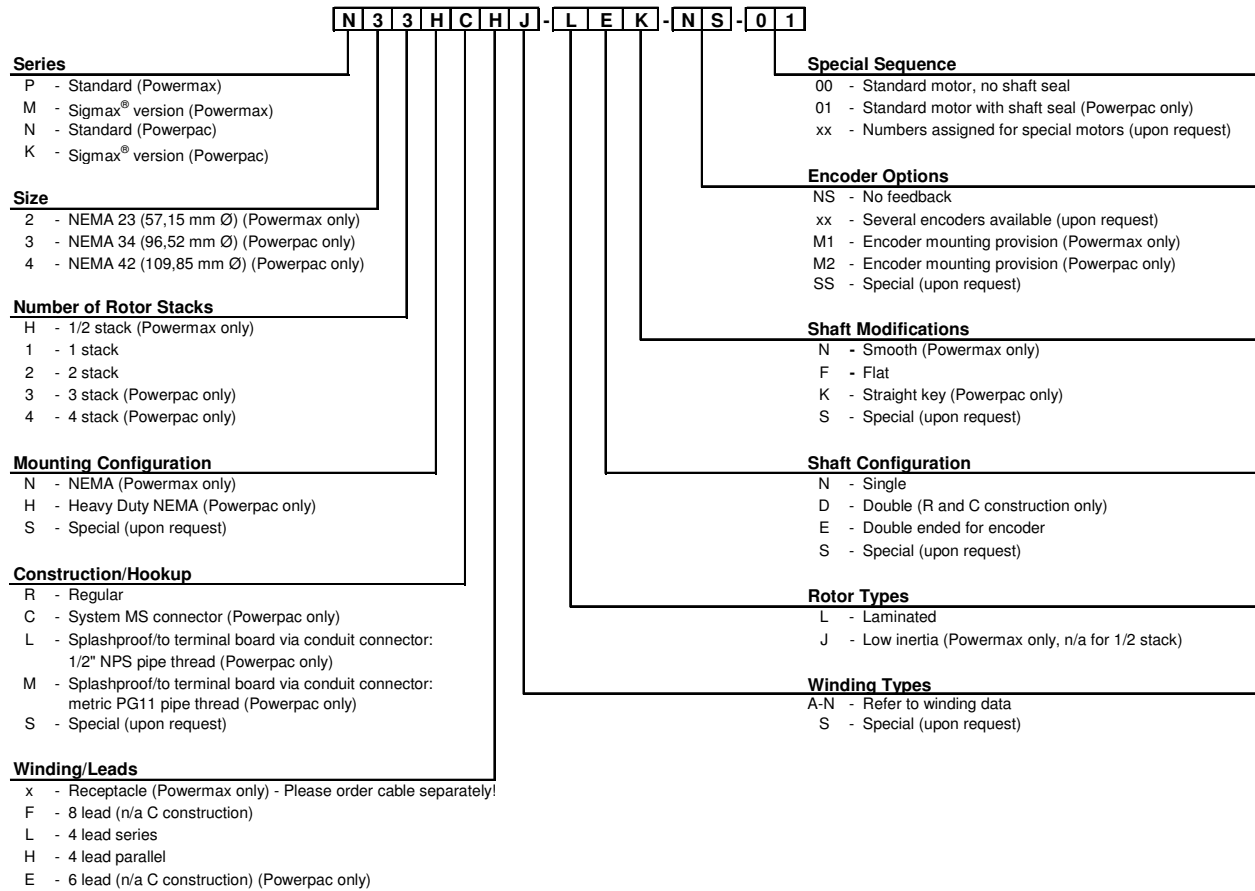 N33HCHJ-LEK-NS-01
Series
P - Standard (Powermax)
M - Sigmax® version (Powermax)
N - Standard (Powerpac)
K - Sigmax® version (Powerpac)
Size
2 - NEMA 23 (57,15 mm Ø) (Powermax only)
3 - NEMA 34 (96,52 mm Ø) (Powerpac only)
4 - NEMA 42 (109,85 mm Ø) (Powerpac only)
Number of Rotor Stacks
H - 1/2 stack (Powermax only)
1 - 1 stack
2 - 2 stack
3 - 3 stack (Powerpac only)
4 - 4 stack (Powerpac only)
Mounting Configuration
N - NEMA (Powermax only)
H - Heavy Duty NEMA (Powerpac only)
S - Special (upon request)
Construction/Hookup
R - Regular
C - System MS connector (Powerpac only)
L - Splashproof/to terminal board via conduit connector:
1/2" NPS pipe thread (Powerpac only)
M - Splashproof/to terminal board via conduit connector:
metric PG11 pipe thread (Powerpac only)
S - Special (upon request)
Winding/Leads
x - Receptacle (Powermax only) - Please order cable separately!
F - 8 lead (n/a C construction)
L - 4 lead series
H - 4 lead parallel
E - 6 lead (n/a C construction) (Powerpac only)
Special Sequence
00 - Standard motor, no shaft seal
01 - Standard motor with shaft seal (Powerpac only)
xx - Numbers assigned for special motors (upon request)
Encoder Options
NS - No feedback
xx - Several encoders available (upon request)
M1 - Encoder mounting provision (Powermax only)
M2 - Encoder mounting provision (Powerpac only)
SS - Special (upon request)
Shaft Modifications
N - Smooth (Powermax only)
F - Flat
K - Straight key (Powerpac only)
S - Special (upon request)
Shaft Configuration
N - Single
D - Double (R and C construction only)
E - Double ended for encoder
S - Special (upon request)
Rotor Types
L - Laminated
J - Low inertia (Powermax only, n/a for 1/2 stack)
Winding Types
A-N - Refer to winding data
S - Special (upon request)